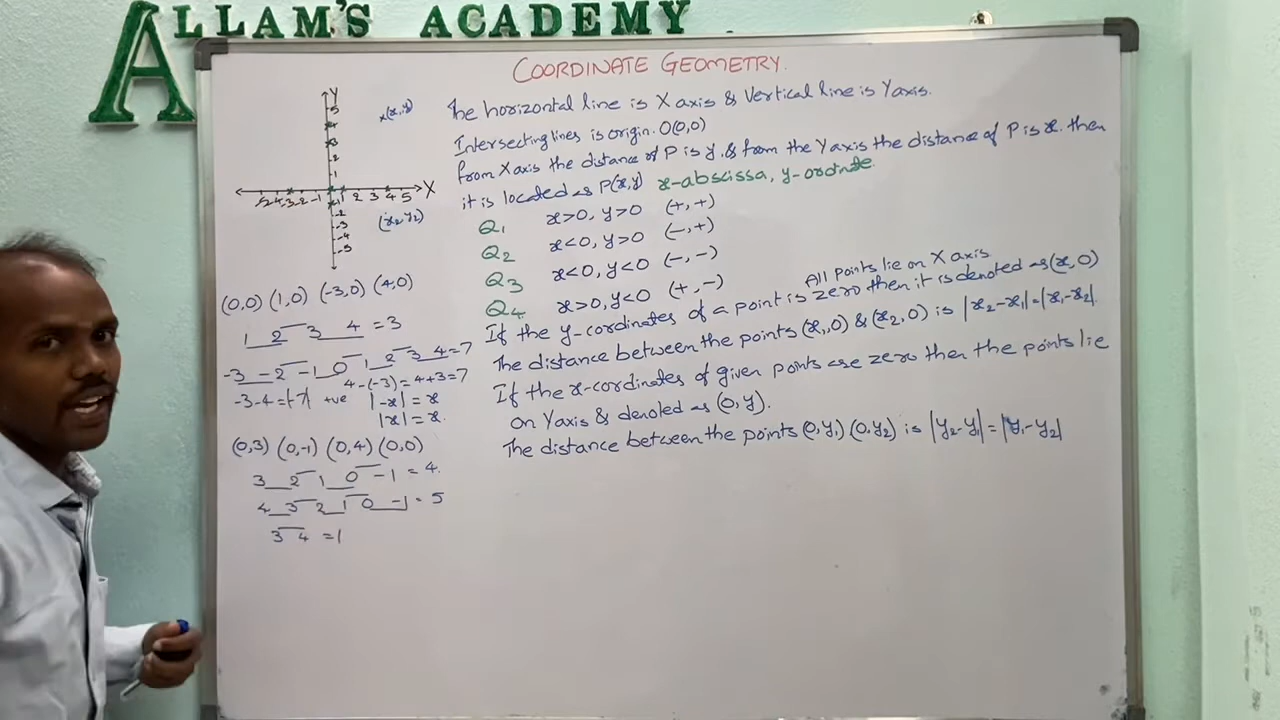 ALLAM'S ACADEMY
COORDINATE GEOMETRY.
The horizontal line is X axis & Vertical line is Y axis.
Intersecting lines is origin. O(0,0)
from X axis the distance of P is y, & from the Y axis the distance of P is x. then
it is located as P(x,y) x-abscissa, y-ordinate.
Q1 x>0, y>0 (+,+)
Q2 x<0, y>0 (−,+)
Q3 x<0, y<0 (−,−)
Q4 x>0, y<0 (+,−)
All points lie on X axis
If the y-cordinates of a point is zero then it is denoted as (x,0)
The distance between the points (x1,0) & (x2,0) is |x2−x1|=|x1−x2|.
If the x-cordinates of given points are zero then the points lie
on Y axis & denoted as (0,y).
The distance between the points (0,y1) (0,y2) is |y2−y1|=|y1−y2|
Y
(x,y)
X
1 2 3 4 5
(x2,y2)
(0,0) (1,0) (-3,0) (4,0)
1 2 3 4 = 3
-3 -2 -1 0 1 2 3 4 = 7
4-(-3)=4+3=7
-3-4=|-7| +ve |-x|=x
|x|=x
(0,3) (0,-1) (0,4) (0,0)
3 2 1 0 -1 = 4.
4 3 2 1 0 -1 = 5
3 4 = 1